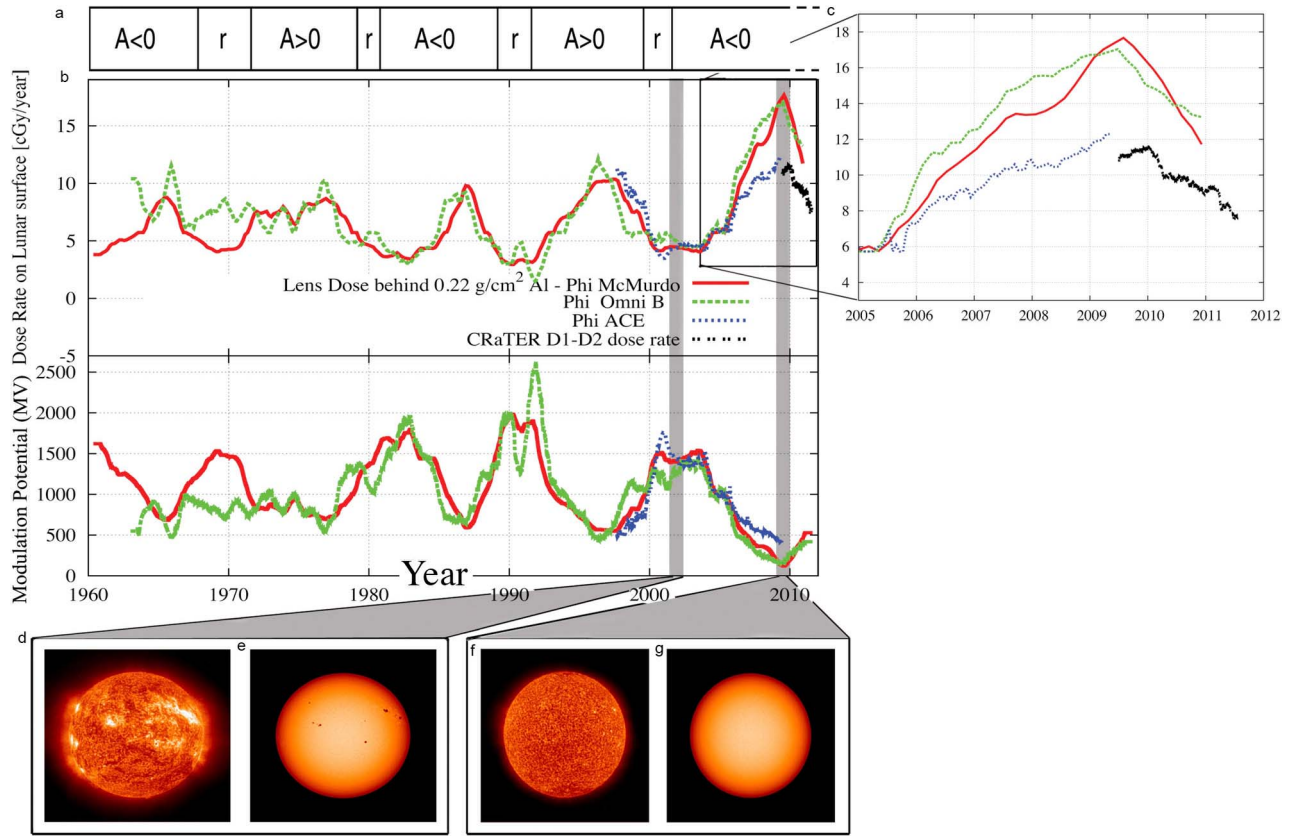 a
A<0 r A>0 r A<0 r A>0 r A<0
b
Dose Rate on Lunar surface [cGy/year]
15
10
5
0
-5
Lens Dose behind 0.22 g/cm² Al - Phi McMurdo
Phi Omni B
Phi ACE
CRaTER D1-D2 dose rate
Modulation Potential (MV)
2500
2000
1500
1000
500
0
Year
1960 1970 1980 1990 2000 2010
c
18
16
14
12
10
8
6
4
2005 2006 2007 2008 2009 2010 2011 2012
d e f g